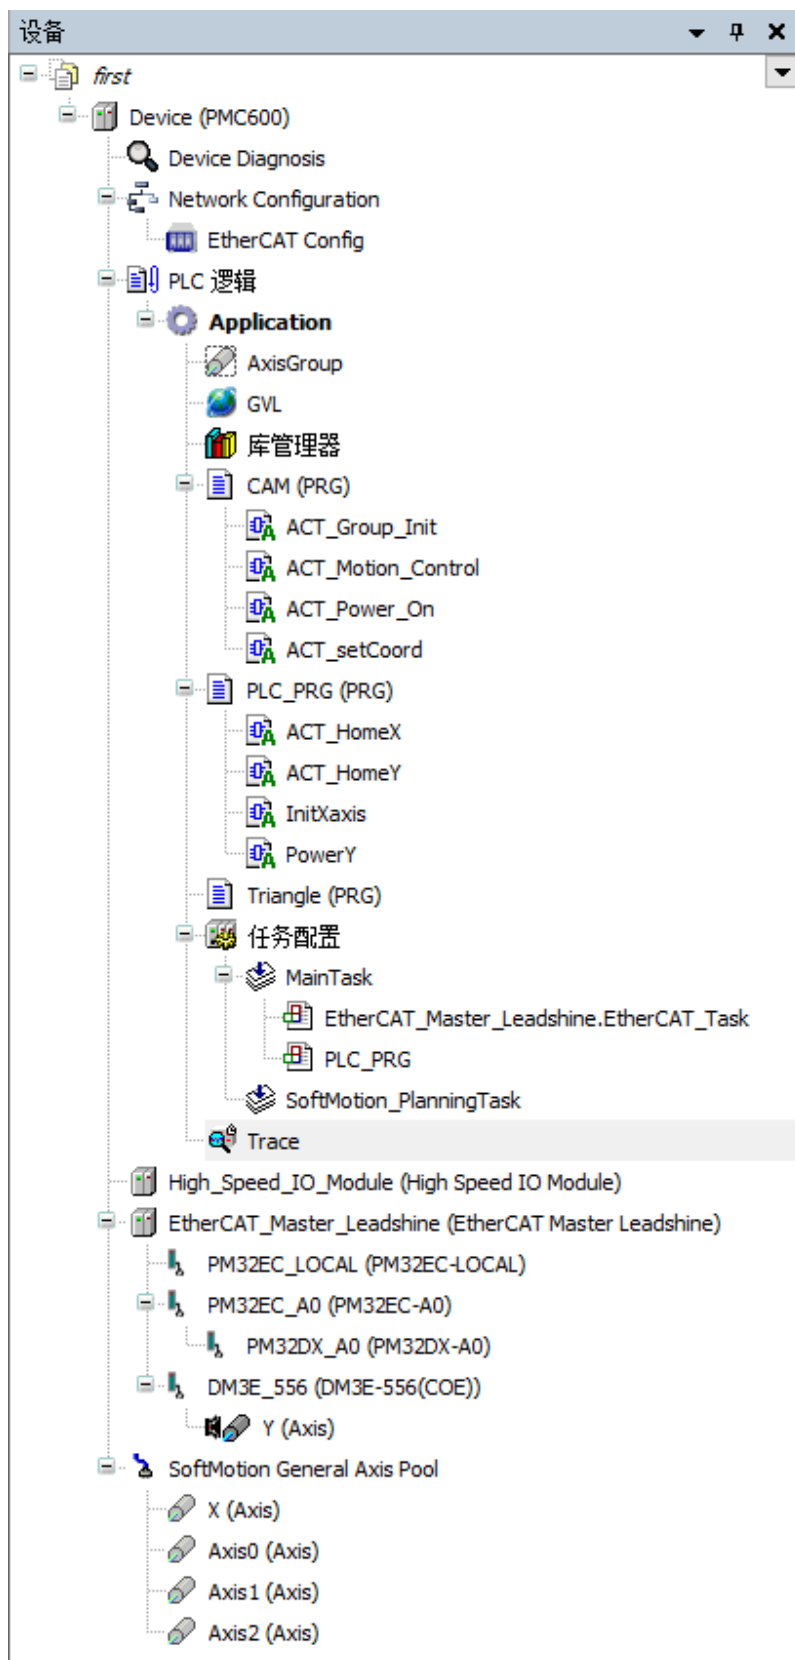 设备
first
Device (PMC600)
Device Diagnosis
Network Configuration
EtherCAT Config
PLC 逻辑
Application
AxisGroup
GVL
库管理器
CAM (PRG)
ACT_Group_Init
ACT_Motion_Control
ACT_Power_On
ACT_setCoord
PLC_PRG (PRG)
ACT_HomeX
ACT_HomeY
InitXaxis
PowerY
Triangle (PRG)
任务配置
MainTask
EtherCAT_Master_Leadshine.EtherCAT_Task
PLC_PRG
SoftMotion_PlanningTask
Trace
High_Speed_IO_Module (High Speed IO Module)
EtherCAT_Master_Leadshine (EtherCAT Master Leadshine)
PM32EC_LOCAL (PM32EC-LOCAL)
PM32EC_A0 (PM32EC-A0)
PM32DX_A0 (PM32DX-A0)
DM3E_556 (DM3E-556(COE))
Y (Axis)
SoftMotion General Axis Pool
X (Axis)
Axis0 (Axis)
Axis1 (Axis)
Axis2 (Axis)